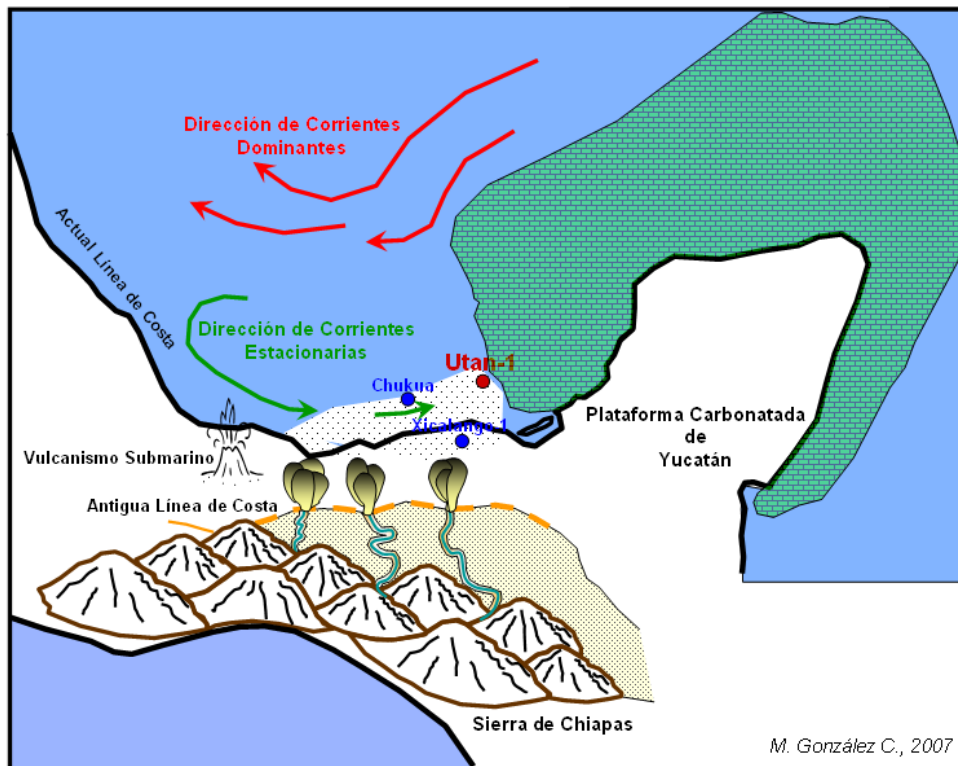 Dirección de Corrientes
Dominantes
Actual Línea de Costa
Dirección de Corrientes
Estacionarias
Utan-1
Chukua
Xicalango-1
Plataforma Carbonatada
de
Yucatán
Vulcanismo Submarino
Antigua Línea de Costa
Sierra de Chiapas
M. González C., 2007